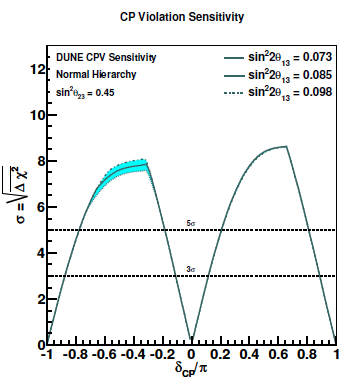 CP Violation Sensitivity
DUNE CPV Sensitivity
Normal Hierarchy
sin²θ₂₃ = 0.45
sin²2θ₁₃ = 0.073
sin²2θ₁₃ = 0.085
sin²2θ₁₃ = 0.098
σ = √Δχ²
12
10
8
6
4
2
0
5σ
3σ
-1 -0.8 -0.6 -0.4 -0.2 0 0.2 0.4 0.6 0.8 1
δCP/π